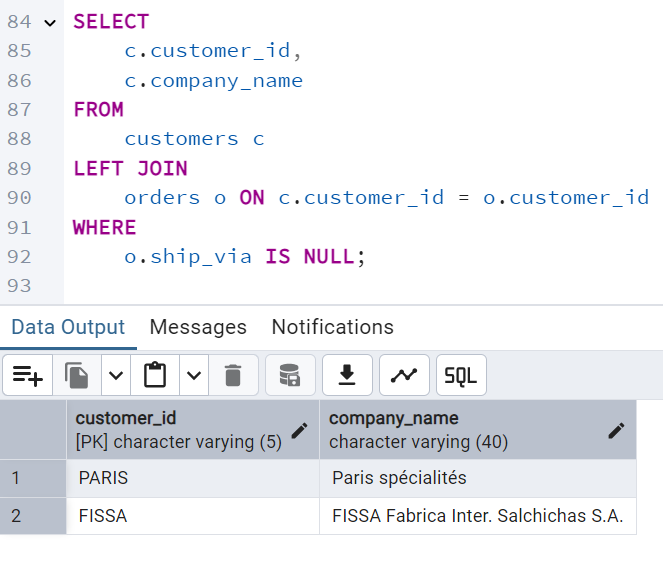 84 SELECT
85 c.customer_id,
86 c.company_name
87 FROM
88 customers c
89 LEFT JOIN
90 orders o ON c.customer_id = o.customer_id
91 WHERE
92 o.ship_via IS NULL;
93
Data Output Messages Notifications
SQL
customer_id company_name
[PK] character varying (5) character varying (40)
1 PARIS Paris spécialités
2 FISSA FISSA Fabrica Inter. Salchichas S.A.